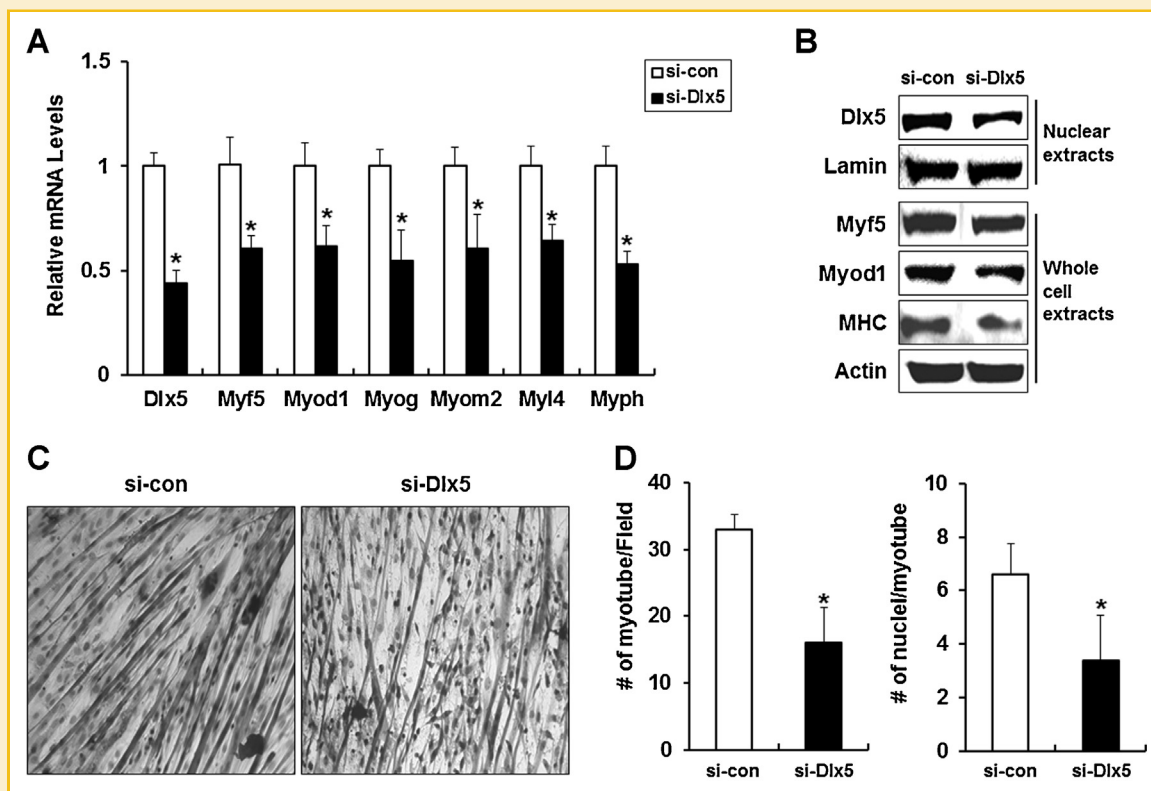 A
1.5
1
0.5
0
Relative mRNA Levels
si-con
si-Dlx5
*
*
*
*
*
*
*
Dlx5 Myf5 Myod1 Myog Myom2 Myl4 Myph
B
si-con si-Dlx5
Dlx5
Lamin
Nuclear
extracts
Myf5
Myod1
MHC
Actin
Whole
cell
extracts
C
si-con si-Dlx5
D
# of myotube/Field
40
30
20
10
0
*
si-con si-Dlx5
# of nuclei/myotube
10
8
6
4
2
0
*
si-con si-Dlx5